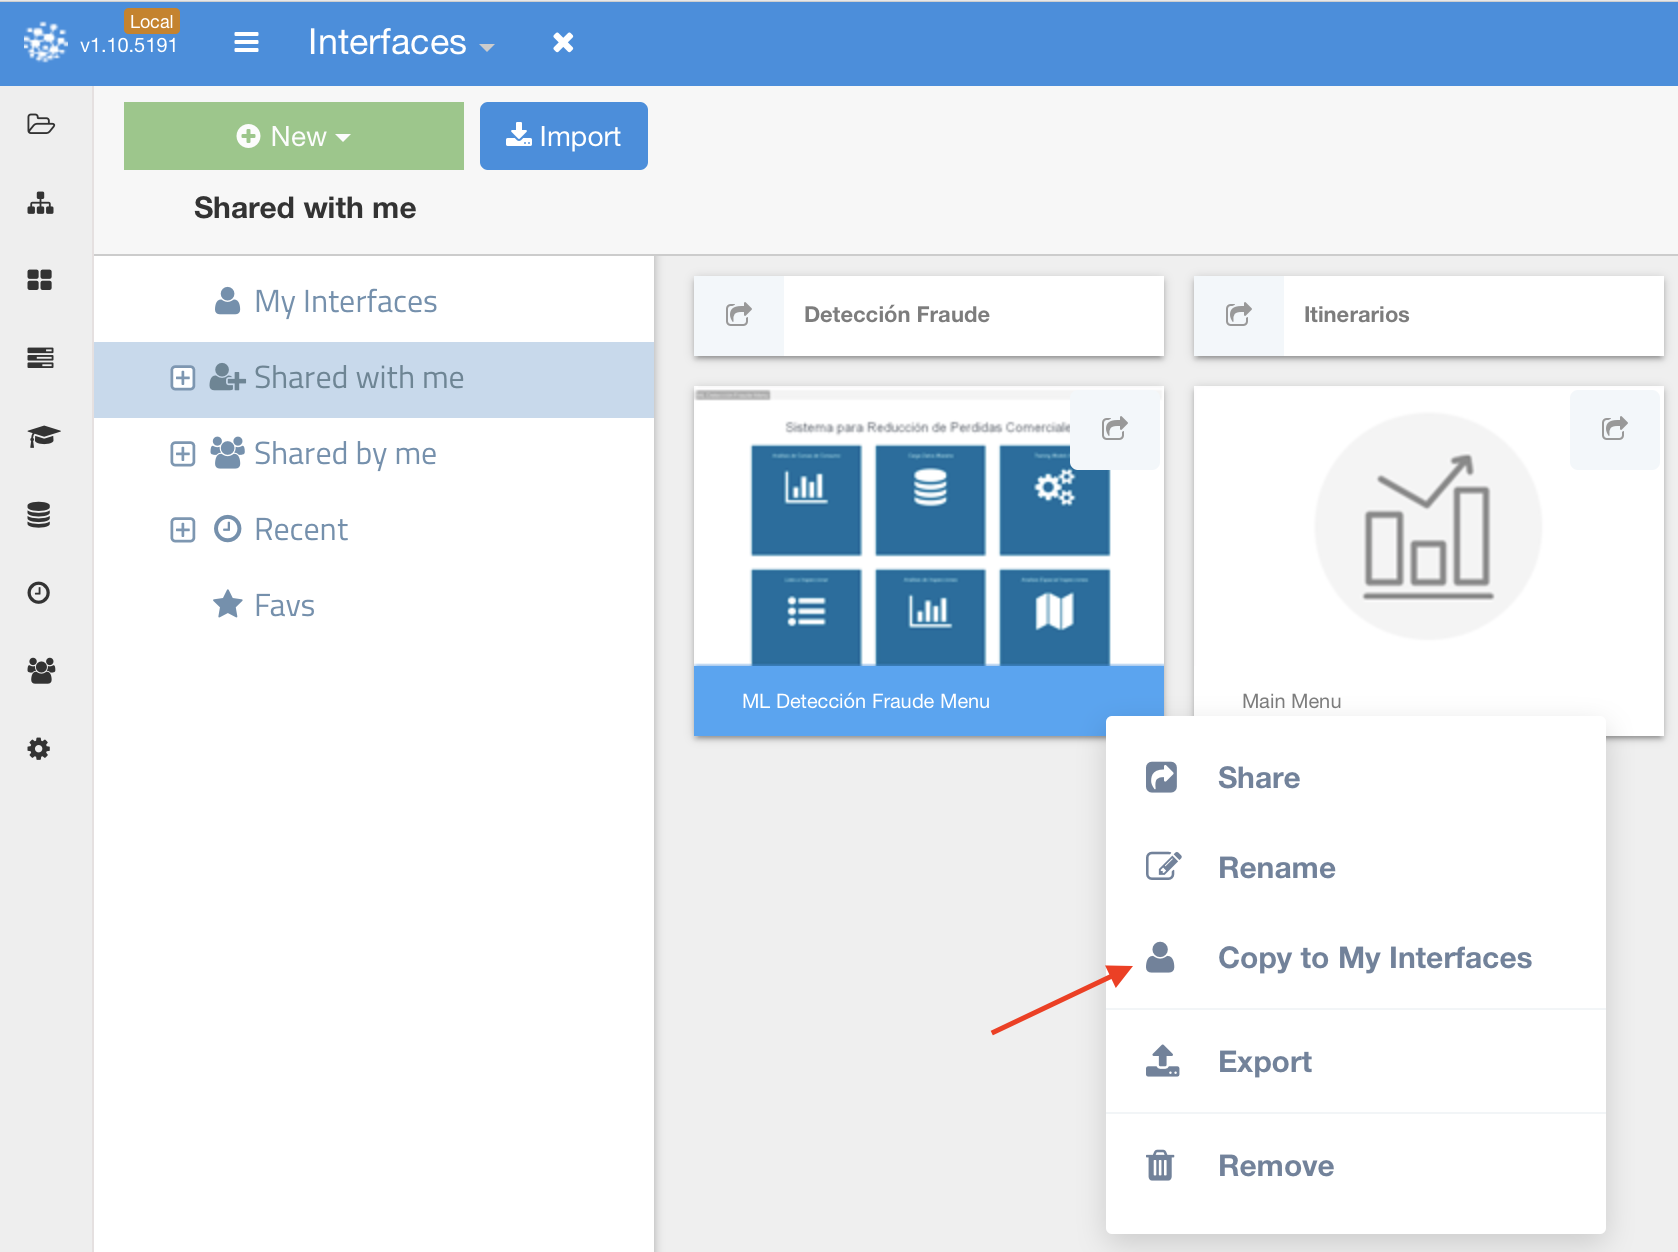 Local
v1.10.5191
Interfaces
New
Import
Shared with me
My Interfaces
Shared with me
Shared by me
Recent
Favs
Detección Fraude
Itinerarios
Sistema para Reducción de Perdidas Comerciale
ML Detección Fraude Menu
Main Menu
Share
Rename
Copy to My Interfaces
Export
Remove